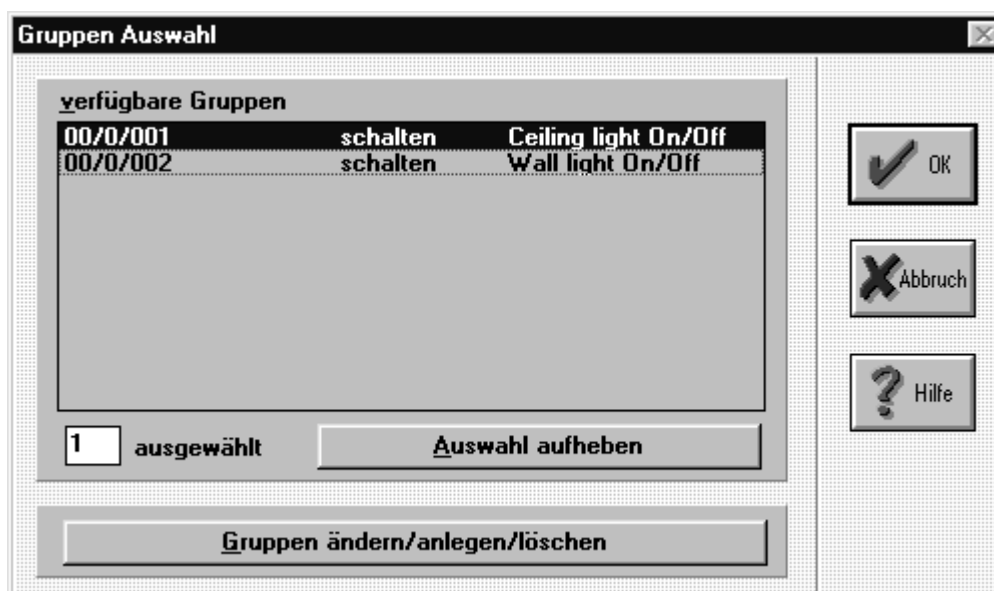 Gruppen Auswahl
verfügbare Gruppen
00/0/001 schalten Ceiling light On/Off
00/0/002 schalten Wall light On/Off
1 ausgewählt
Auswahl aufheben
Gruppen ändern/anlegen/löschen
OK
Abbruch
Hilfe